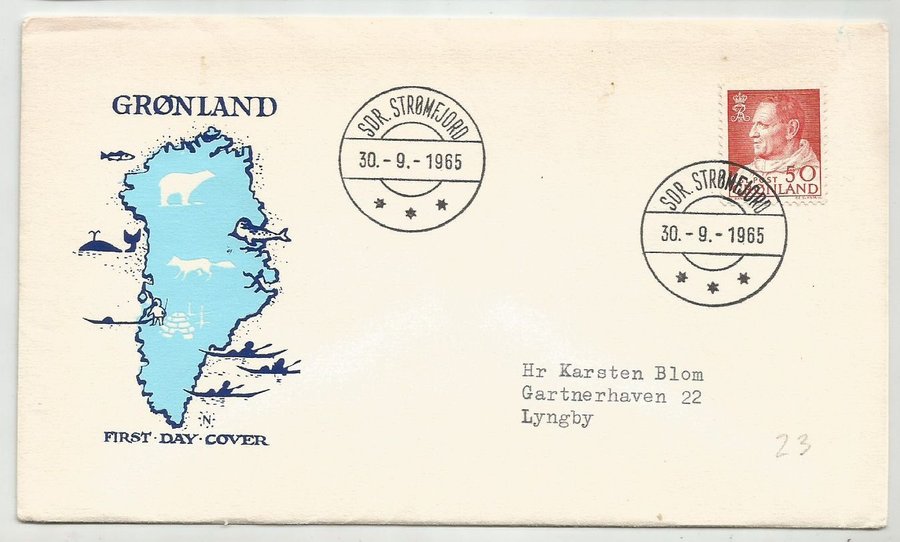 GRØNLAND
N
FIRST · DAY · COVER
SDR. STRØMFJORD
30. - 9. - 1965
POST 50
GRØNLAND
SDR. STRØMFJORD
30. - 9. - 1965
Hr Karsten Blom
Gartnerhaven 22
Lyngby
23